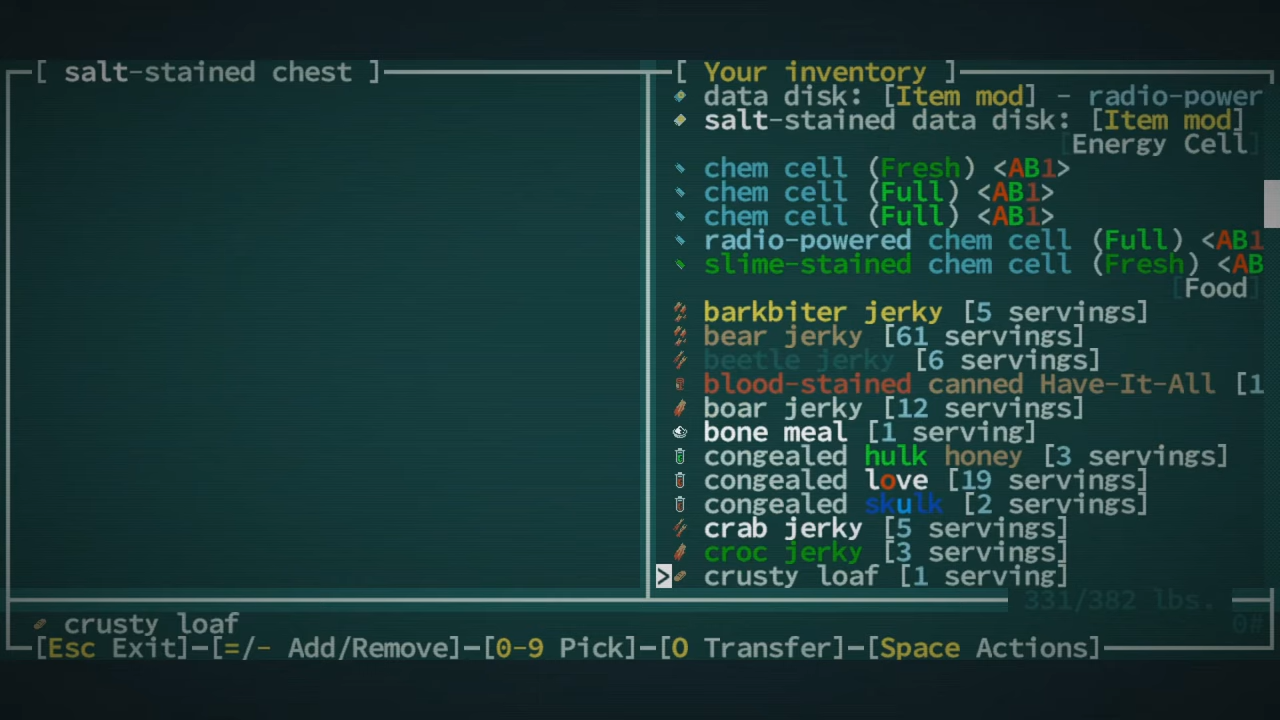 [ salt-stained chest ]
[ Your inventory ]
data disk: [Item mod] - radio-power
salt-stained data disk: [Item mod]
[Energy Cell]
chem cell (Fresh) <AB1>
chem cell (Full) <AB1>
chem cell (Full) <AB1>
radio-powered chem cell (Full) <AB1
slime-stained chem cell (Fresh) <AB
[Food]
barkbiter jerky [5 servings]
bear jerky [61 servings]
beetle jerky [6 servings]
blood-stained canned Have-It-All [1
boar jerky [12 servings]
bone meal [1 serving]
congealed hulk honey [3 servings]
congealed love [19 servings]
congealed skulk [2 servings]
crab jerky [5 servings]
croc jerky [3 servings]
> crusty loaf [1 serving]
331/382 lbs.
0#
crusty loaf
[Esc Exit]-[=/- Add/Remove]-[0-9 Pick]-[O Transfer]-[Space Actions]